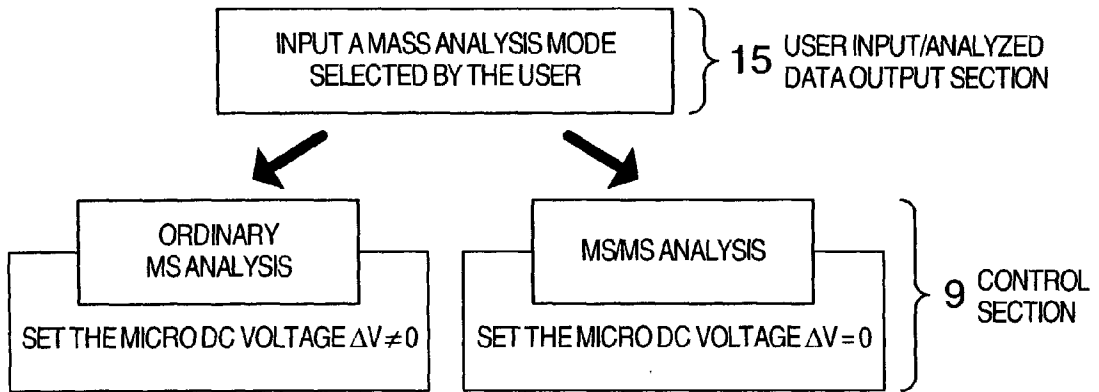 INPUT A MASS ANALYSIS MODE
SELECTED BY THE USER
15 USER INPUT/ANALYZED
DATA OUTPUT SECTION
ORDINARY
MS ANALYSIS
SET THE MICRO DC VOLTAGE ΔV≠0
MS/MS ANALYSIS
SET THE MICRO DC VOLTAGE ΔV=0
9 CONTROL
SECTION